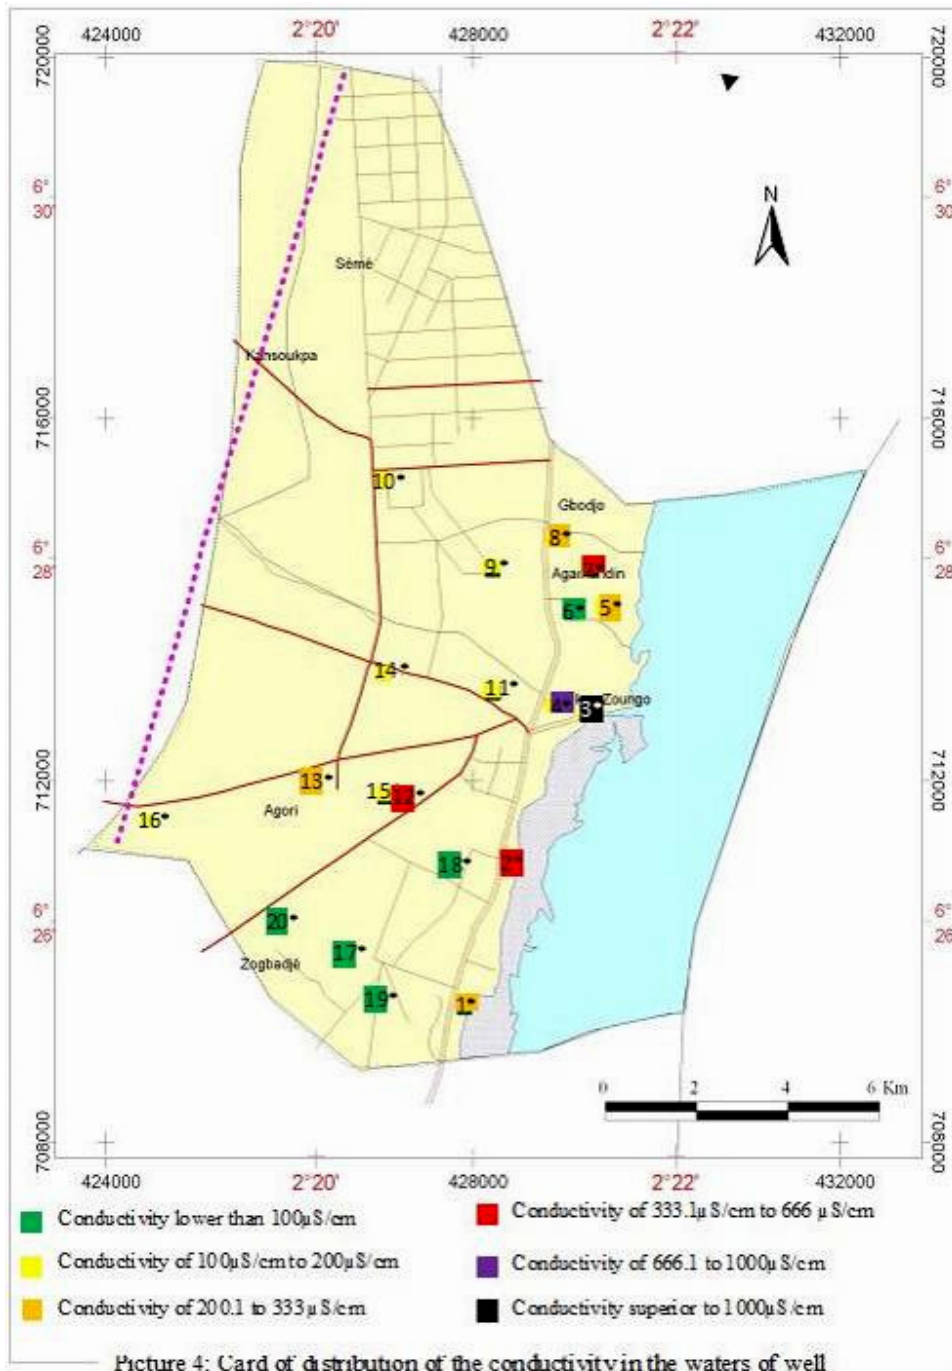 424000 2°20 428000 2°22 432000
720000 720000
6° 30' 6° 30
N
Sémé
Kansoukpa
716000 716000
10
Gbodjo
8
6° 28' 6° 28
9
5
6
14
11
Zoungo
3
712000 712000
13
15 12
Agori
16
18 2
6° 26' 6° 26
20
17
Zogbadjè
19 1
0 2 4 6 Km
708000 708000
424000 2°20 428000 2°22 432000
Conductivity lower than 100µS/cm
Conductivity of 100µS/cm to 200µS/cm
Conductivity of 200.1 to 333 µS/cm
Conductivity of 333.1µS/cm to 666 µS/cm
Conductivity of 666.1 to 1000µS/cm
Conductivity superior to 1000µS/cm
Picture 4: Card of distribution of the conductivity in the waters of well